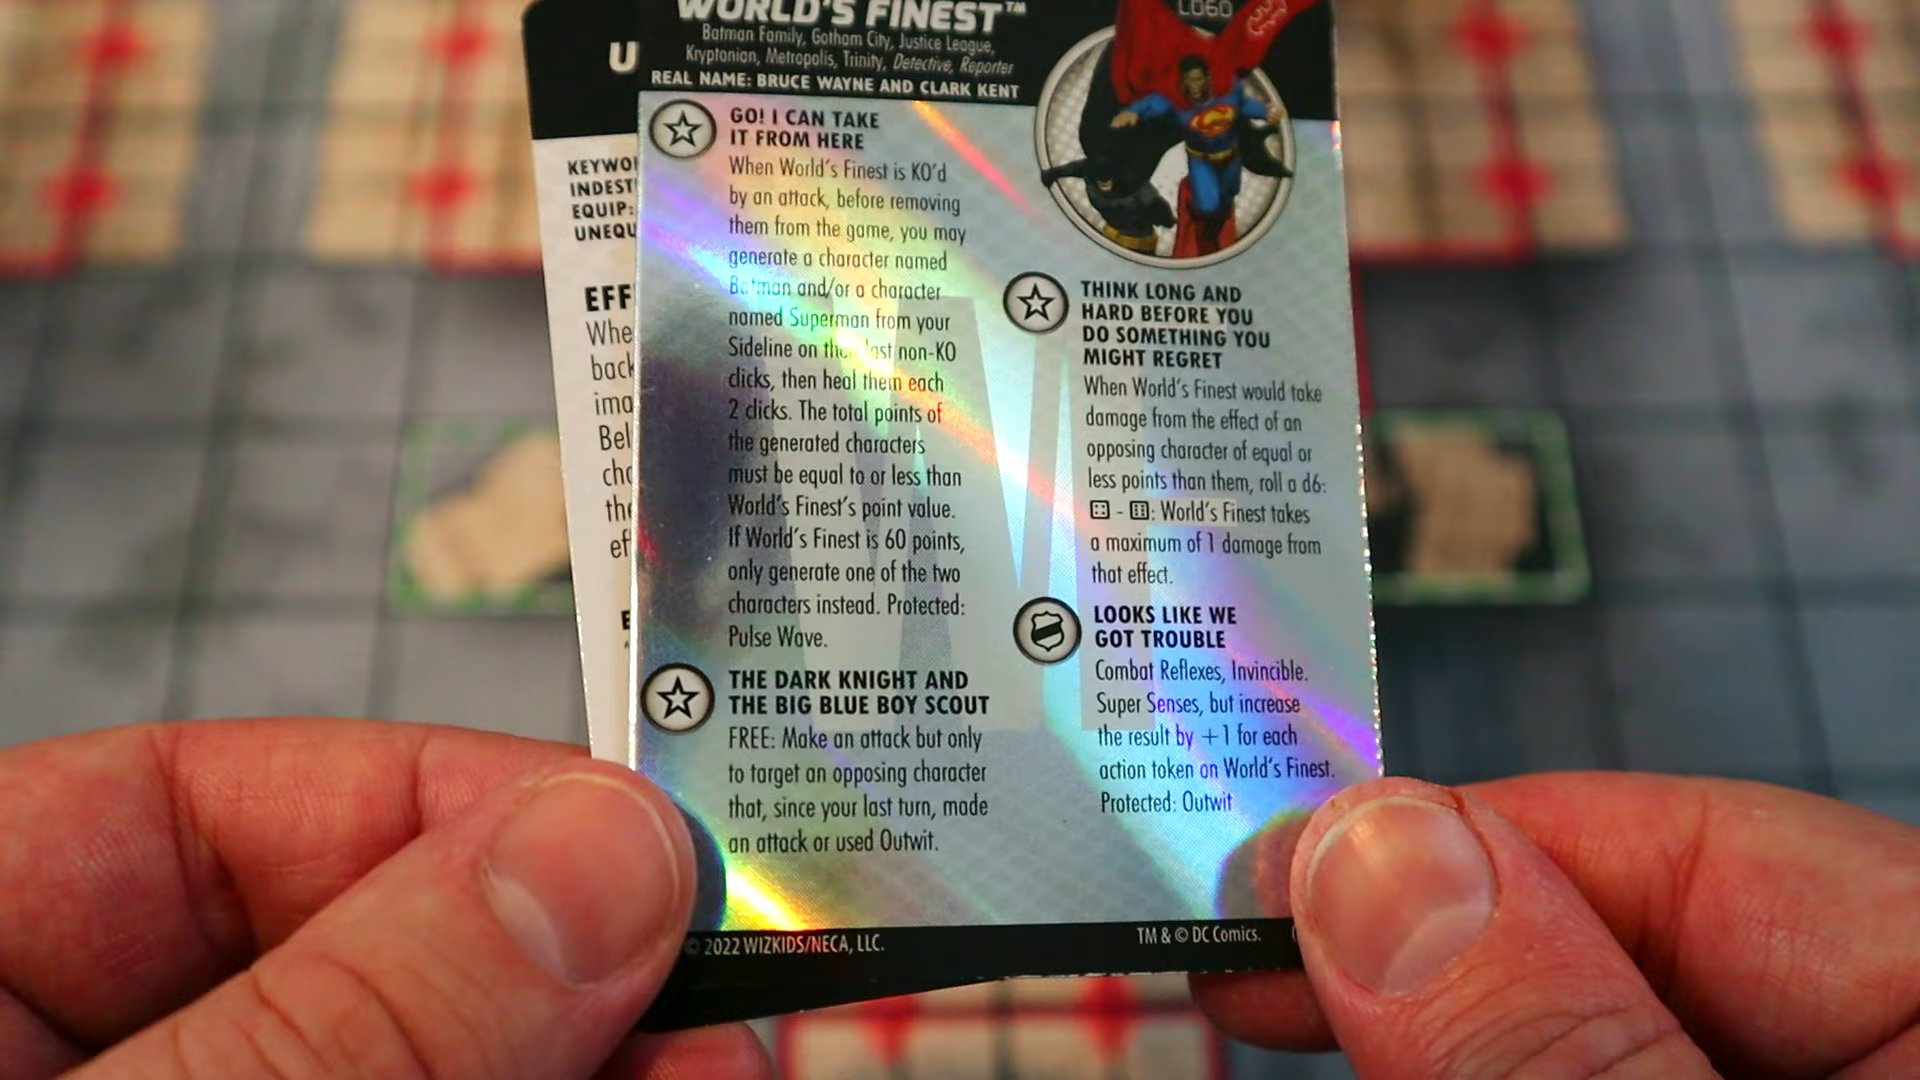 WORLD'S FINEST™
L060
Batman Family, Gotham City, Justice League,
Kryptonian, Metropolis, Trinity, Detective, Reporter
REAL NAME: BRUCE WAYNE AND CLARK KENT
GO! I CAN TAKE
IT FROM HERE
When World's Finest is KO'd
by an attack, before removing
them from the game, you may
generate a character named
Batman and/or a character
named Superman from your
Sideline on their last non-KO
clicks, then heal them each
2 clicks. The total points of
the generated characters
must be equal to or less than
World's Finest's point value.
If World's Finest is 60 points,
only generate one of the two
characters instead. Protected:
Pulse Wave.
THE DARK KNIGHT AND
THE BIG BLUE BOY SCOUT
FREE: Make an attack but only
to target an opposing character
that, since your last turn, made
an attack or used Outwit.
THINK LONG AND
HARD BEFORE YOU
DO SOMETHING YOU
MIGHT REGRET
When World's Finest would take
damage from the effect of an
opposing character of equal or
less points than them, roll a d6:
⚃ - ⚅: World's Finest takes
a maximum of 1 damage from
that effect.
LOOKS LIKE WE
GOT TROUBLE
Combat Reflexes, Invincible.
Super Senses, but increase
the result by +1 for each
action token on World's Finest.
Protected: Outwit
© 2022 WIZKIDS/NECA, LLC.
TM & © DC Comics.
U
KEYWO
INDEST
EQUIP:
UNEQU
EFF
Whe
back
ima
Bel
cha
the
ef
E